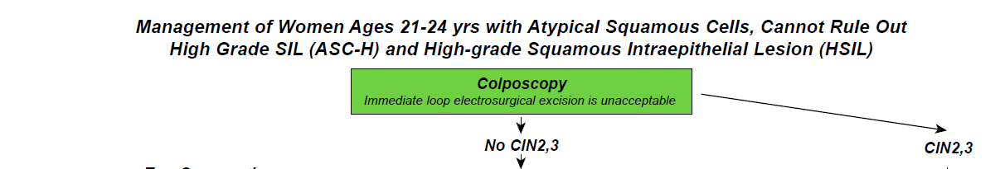 Management of Women Ages 21-24 yrs with Atypical Squamous Cells, Cannot Rule Out
High Grade SIL (ASC-H) and High-grade Squamous Intraepithelial Lesion (HSIL)
Colposcopy
Immediate loop electrosurgical excision is unacceptable
No CIN2,3
CIN2,3